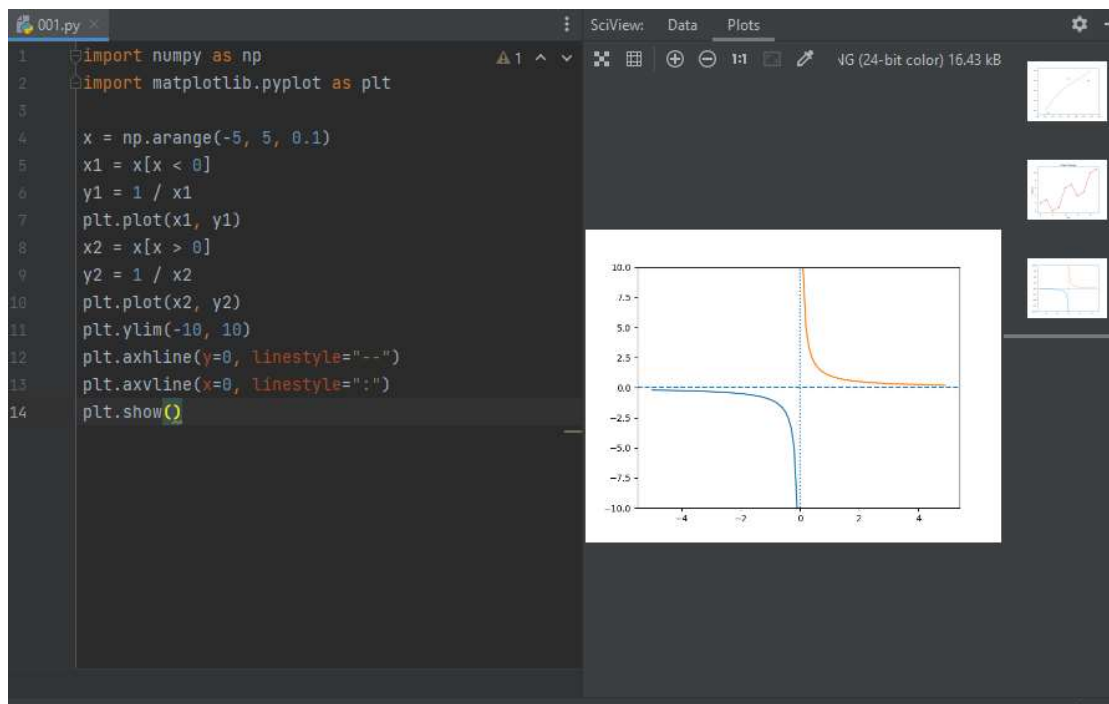 001.py
SciView: Data Plots
1 import numpy as np
2 import matplotlib.pyplot as plt
3
4 x = np.arange(-5, 5, 0.1)
5 x1 = x[x < 0]
6 y1 = 1 / x1
7 plt.plot(x1, y1)
8 x2 = x[x > 0]
9 y2 = 1 / x2
10 plt.plot(x2, y2)
11 plt.ylim(-10, 10)
12 plt.axhline(y=0, linestyle="--")
13 plt.axvline(x=0, linestyle=":")
14 plt.show()
1
1:1 NG (24-bit color) 16.43 kB
10.0
7.5
5.0
2.5
0.0
−2.5
−5.0
−7.5
−10.0
−4 −2 0 2 4